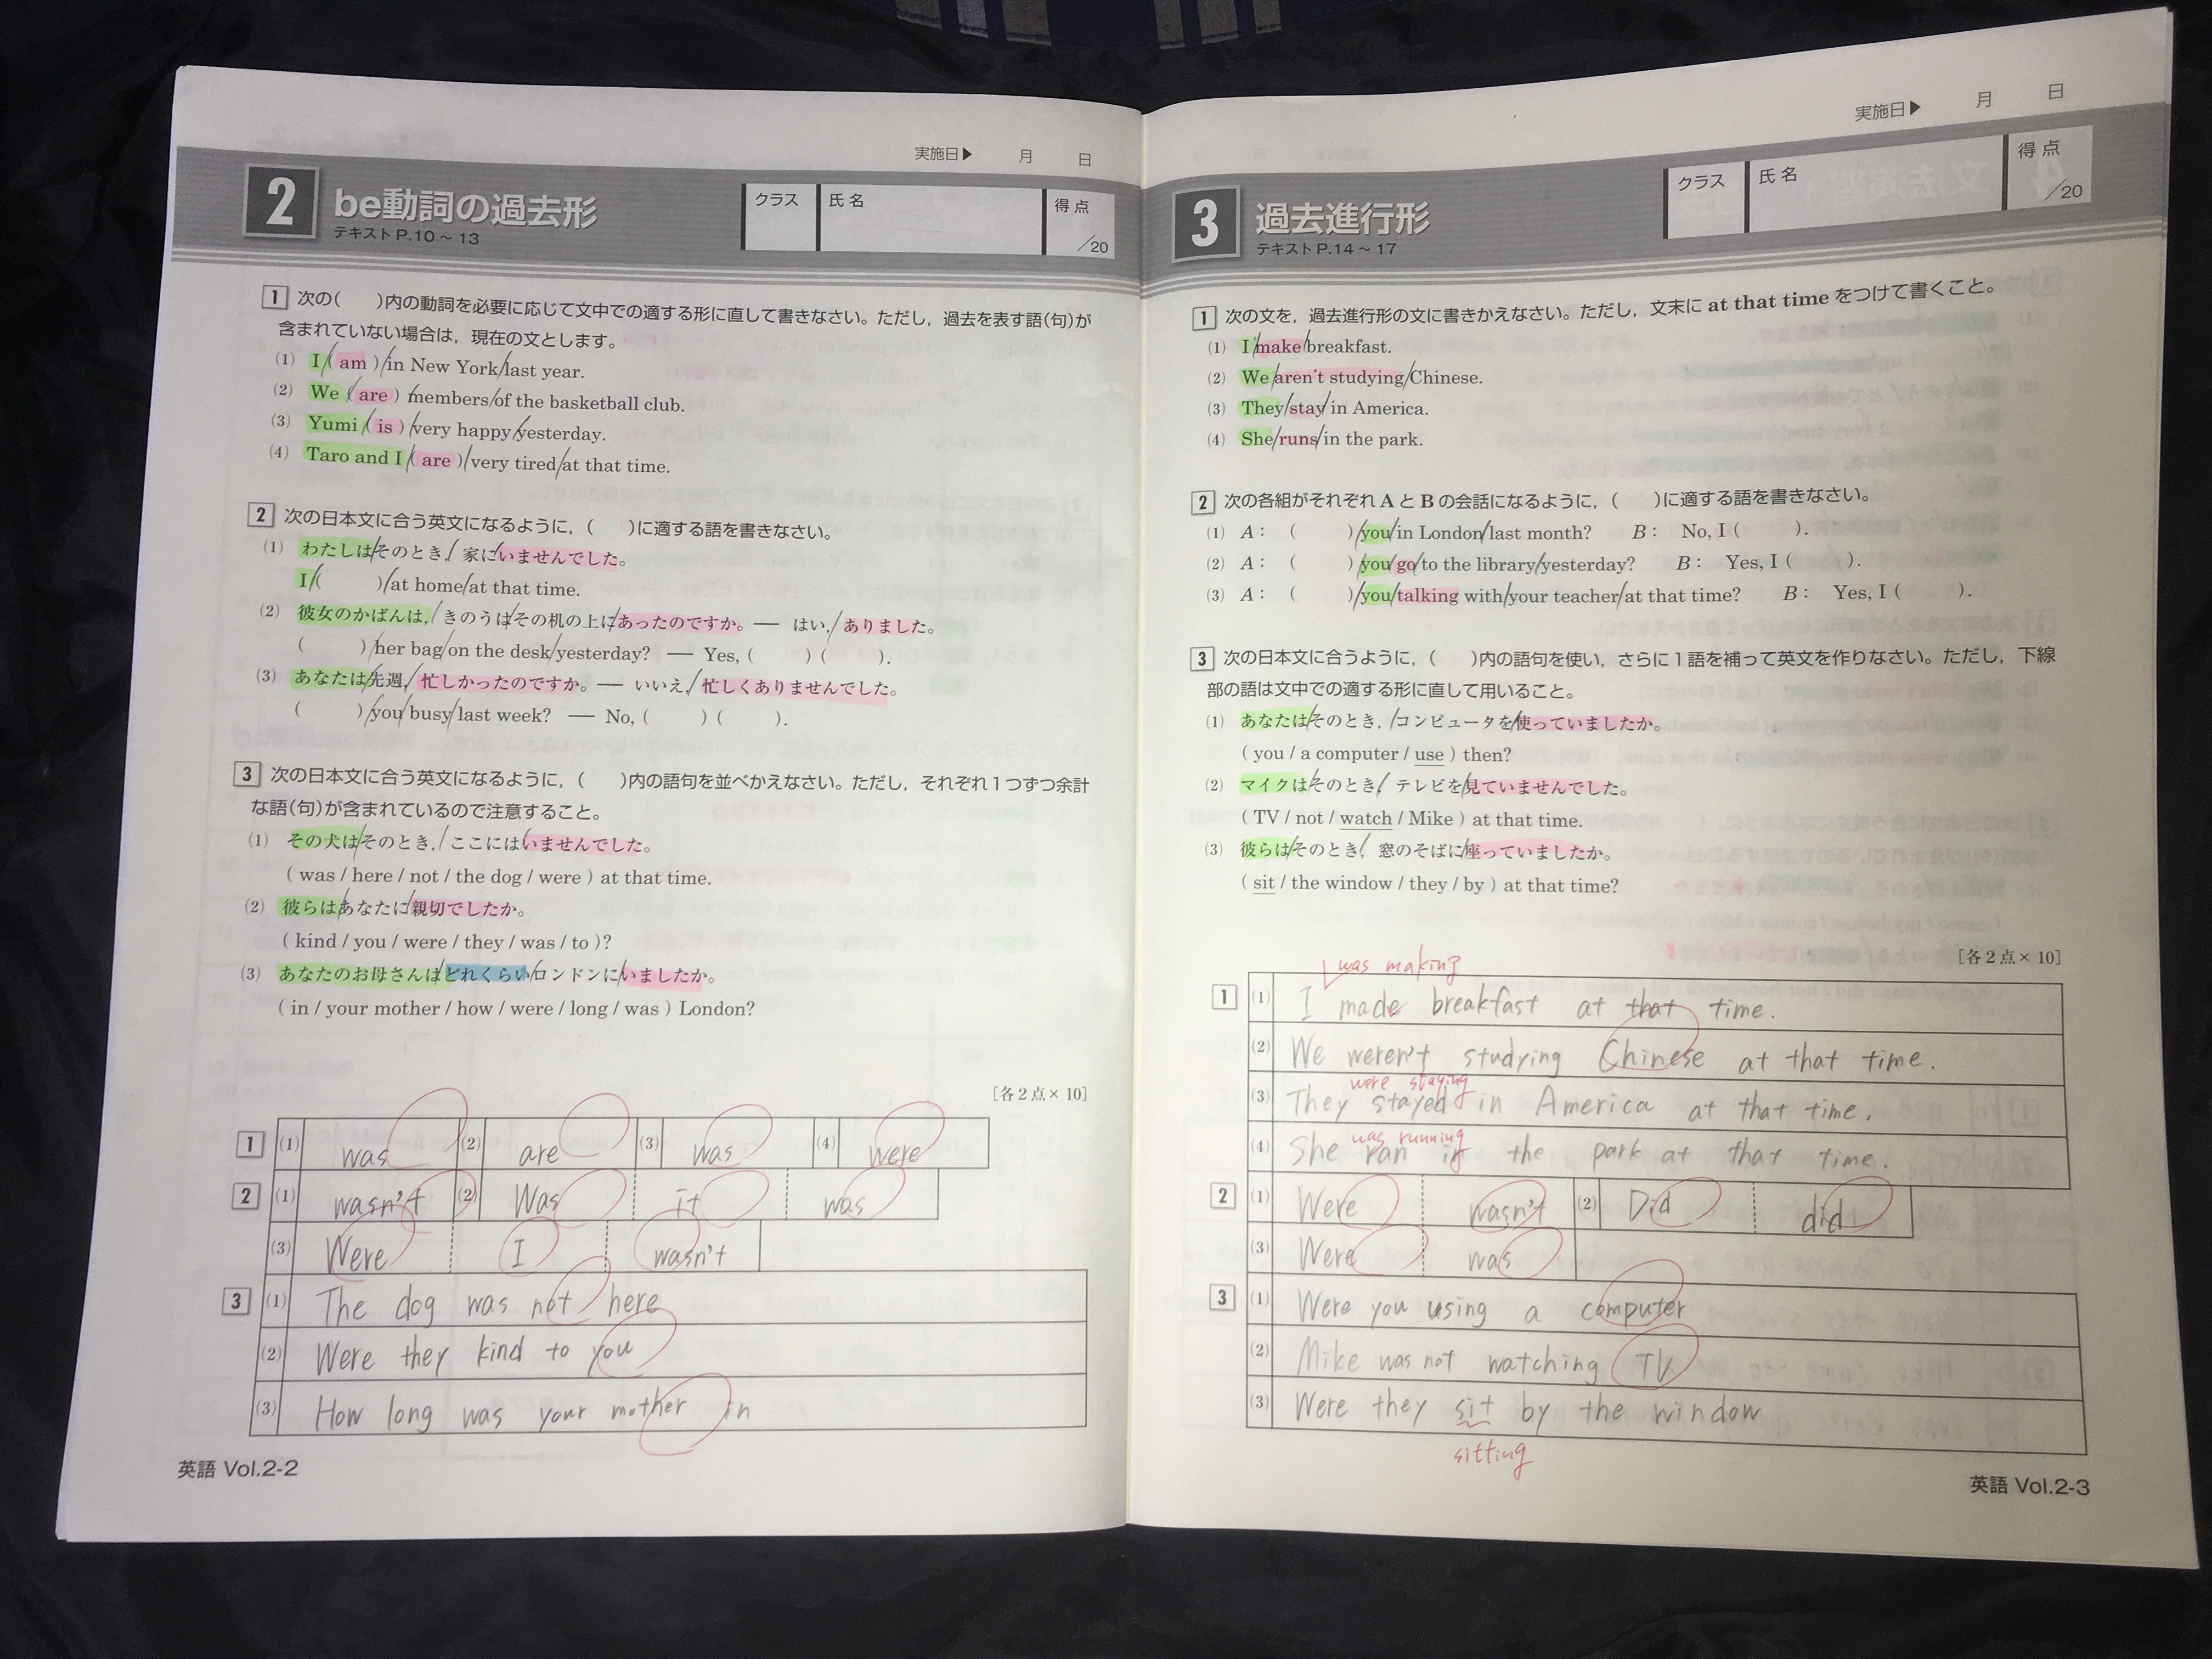 実施日▶ 月 日
2 be動詞の過去形
テキストP.10～13
クラス 氏名 得点 /20
1 次の( )内の動詞を必要に応じて文中での適する形に直して書きなさい。ただし，過去を表す語(句)が
含まれていない場合は，現在の文とします。
(1) I ( am ) in New York last year.
(2) We ( are ) members of the basketball club.
(3) Yumi ( is ) very happy yesterday.
(4) Taro and I ( are ) very tired at that time.
2 次の日本文に合う英文になるように，( )に適する語を書きなさい。
(1) わたしはそのとき，家にいませんでした。
I ( ) at home at that time.
(2) 彼女のかばんは，きのうはその机の上にあったのですか。― はい，ありました。
( ) her bag on the desk yesterday? ― Yes, ( ) ( ).
(3) あなたは先週，忙しかったのですか。― いいえ，忙しくありませんでした。
( ) you busy last week? ― No, ( ) ( ).
3 次の日本文に合う英文になるように，( )内の語句を並べかえなさい。ただし，それぞれ1つずつ余計
な語(句)が含まれているので注意すること。
(1) その犬はそのとき，ここにはいませんでした。
( was / here / not / the dog / were ) at that time.
(2) 彼らはあなたに親切でしたか。
( kind / you / were / they / was / to )?
(3) あなたのお母さんはどれくらいロンドンにいましたか。
( in / your mother / how / were / long / was ) London?
[各2点×10]
1 (1) was (2) are (3) was (4) were
2 (1) wasn't (2) Was it was
(3) Were I wasn't
3 (1) The dog was not here
(2) Were they kind to you
(3) How long was your mother in
英語 Vol.2-2
実施日▶ 月 日
3 過去進行形
テキストP.14～17
クラス 氏名 得点 /20
1 次の文を，過去進行形の文に書きかえなさい。ただし，文末に at that time をつけて書くこと。
(1) I make breakfast.
(2) We aren't studying Chinese.
(3) They stay in America.
(4) She runs in the park.
2 次の各組がそれぞれ A と B の会話になるように，( )に適する語を書きなさい。
(1) A: ( ) you in London last month? B: No, I ( ).
(2) A: ( ) you go to the library yesterday? B: Yes, I ( ).
(3) A: ( ) you talking with your teacher at that time? B: Yes, I ( ).
3 次の日本文に合うように，( )内の語句を使い，さらに1語を補って英文を作りなさい。ただし，下線
部の語は文中での適する形に直して用いること。
(1) あなたはそのとき，コンピュータを使っていましたか。
( you / a computer / use ) then?
(2) マイクはそのとき，テレビを見ていませんでした。
( TV / not / watch / Mike ) at that time.
(3) 彼らはそのとき，窓のそばに座っていましたか。
( sit / the window / they / by ) at that time?
[各2点×10]
was making
1 (1) I made breakfast at that time.
(2) We weren't studying Chinese at that time.
were staying
(3) They stayed in America at that time.
was running
(4) She ran in the park at that time.
2 (1) Were wasn't (2) Did did
(3) Were was
3 (1) Were you using a computer
(2) Mike was not watching TV
(3) Were they sit by the window
sitting
英語 Vol.2-3